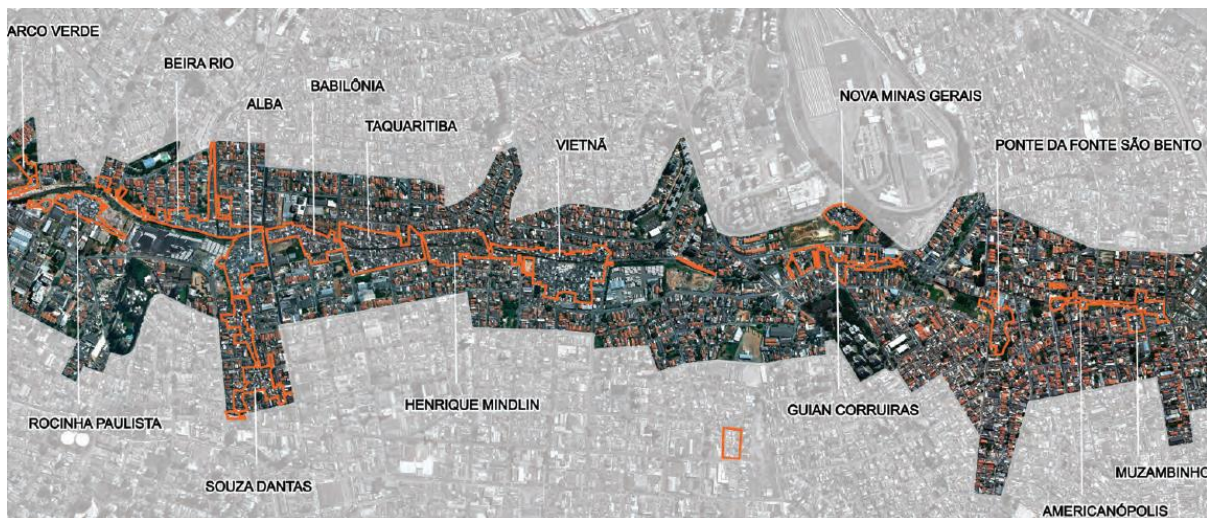 ARCO VERDE
BEIRA RIO
ALBA
BABILÔNIA
TAQUARITIBA
VIETNÃ
NOVA MINAS GERAIS
PONTE DA FONTE SÃO BENTO
ROCINHA PAULISTA
SOUZA DANTAS
HENRIQUE MINDLIN
GUIAN CORRUIRAS
MUZAMBINHO
AMERICANÓPOLIS